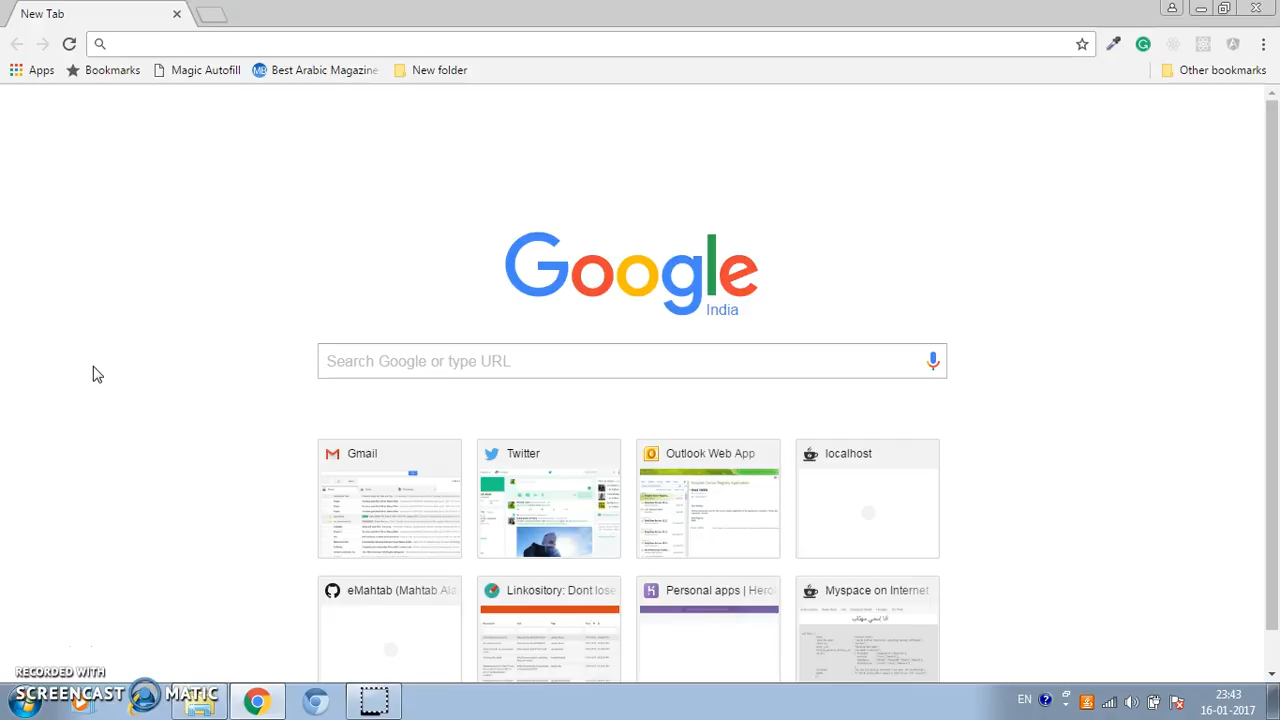 New Tab
Apps
Bookmarks
Magic Autofill
Best Arabic Magazine
New folder
Other bookmarks
Google
India
Search Google or type URL
Gmail
Twitter
Outlook Web App
localhost
eMahtab (Mahtab Ala
Linkository: Dont lose
Personal apps | Hero
Myspace on Internet
RECORDED WITH
SCREENCAST MATIC
EN
23:43
16-01-2017